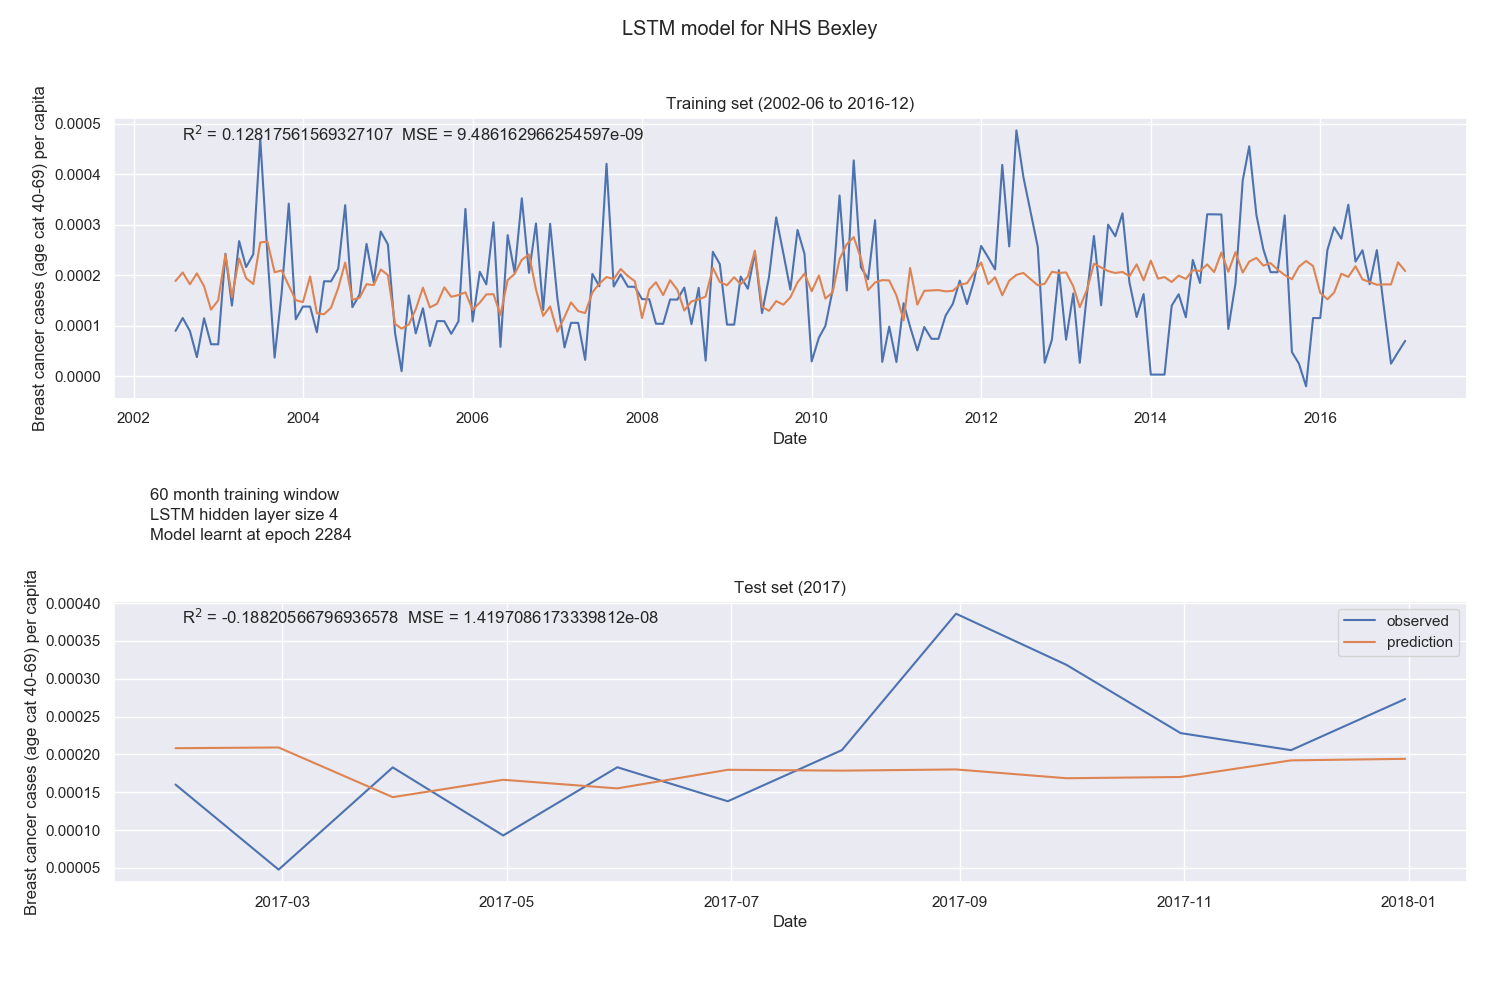 LSTM model for NHS Bexley
Training set (2002-06 to 2016-12)
R² = 0.12817561569327107 MSE = 9.486162966254597e-09
Breast cancer cases (age cat 40-69) per capita
0.0005
0.0004
0.0003
0.0002
0.0001
0.0000
2002 2004 2006 2008 2010 2012 2014 2016
Date
60 month training window
LSTM hidden layer size 4
Model learnt at epoch 2284
Test set (2017)
R² = -0.18820566796936578 MSE = 1.4197086173339812e-08
observed
prediction
Breast cancer cases (age cat 40-69) per capita
0.00040
0.00035
0.00030
0.00025
0.00020
0.00015
0.00010
0.00005
2017-03 2017-05 2017-07 2017-09 2017-11 2018-01
Date